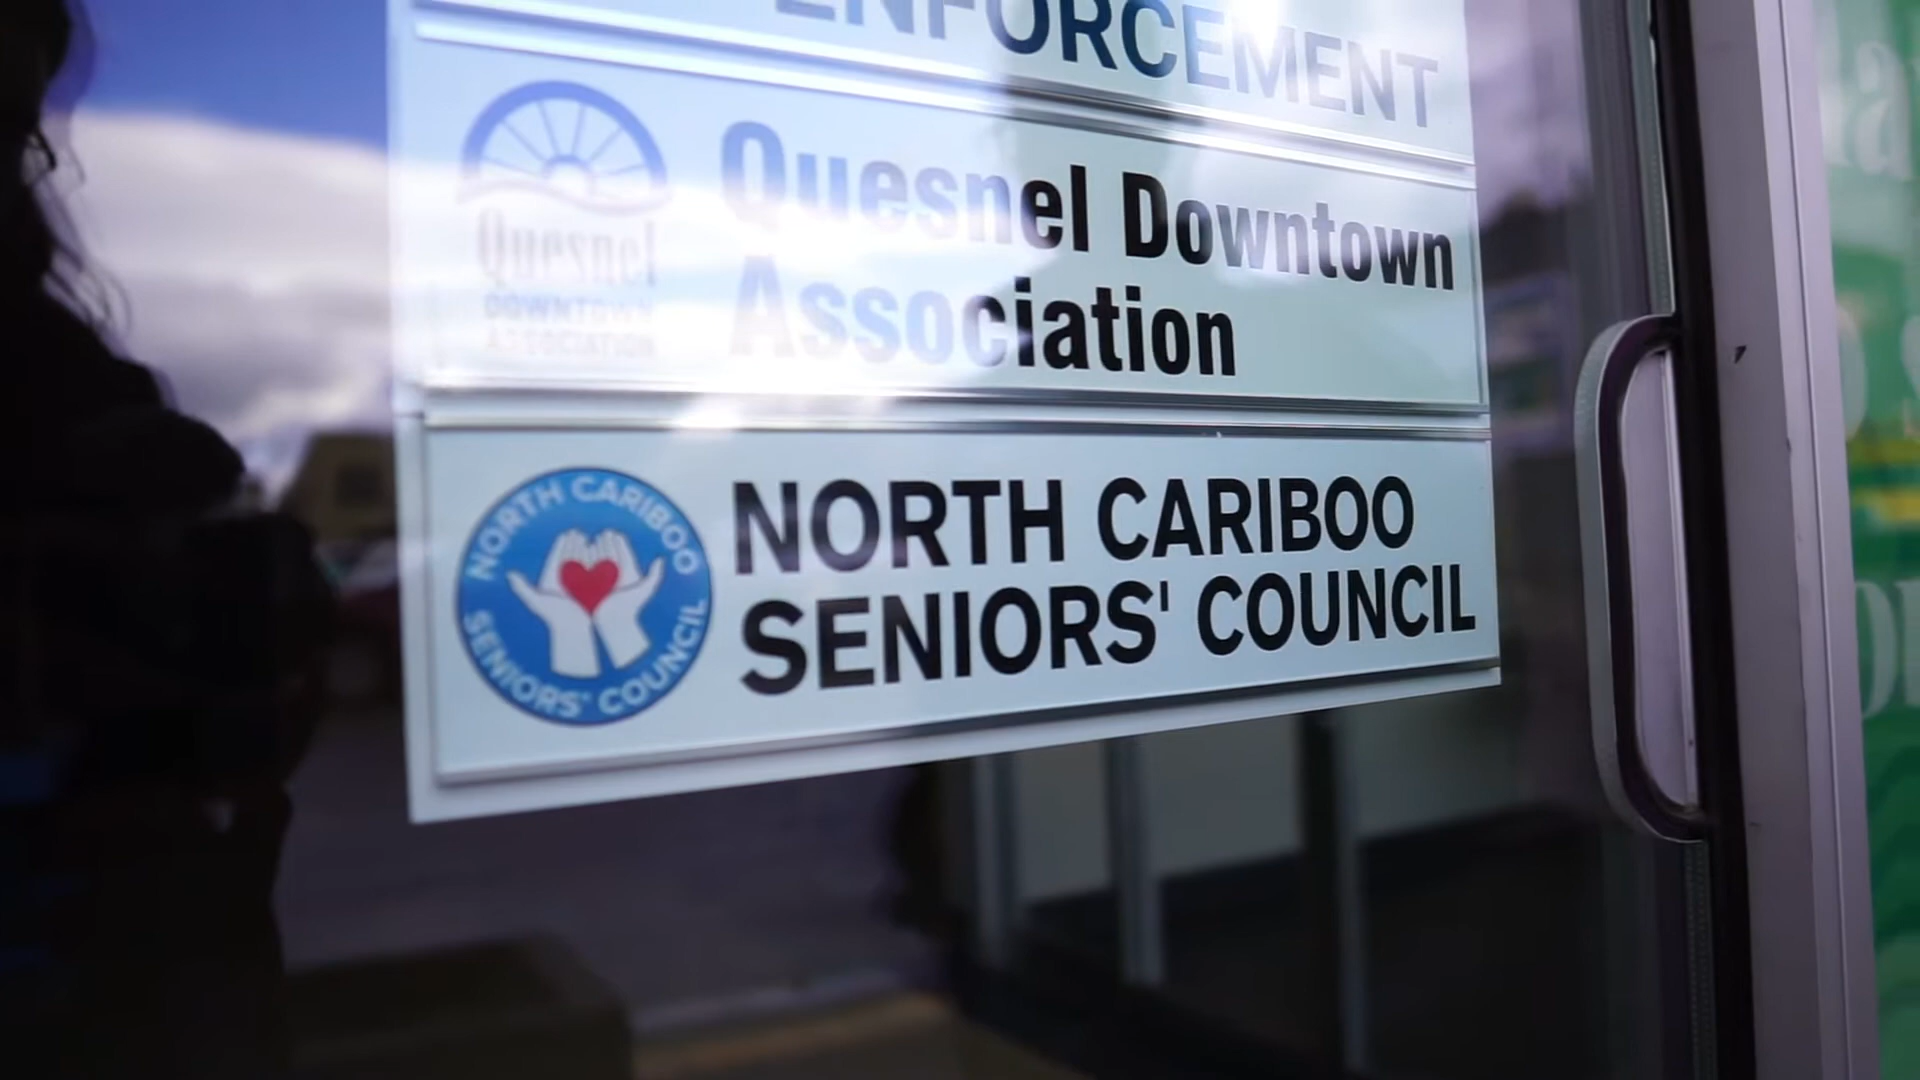 ENFORCEMENT
Quesnel
DOWNTOWN
ASSOCIATION
Quesnel Downtown
Association
NORTH CARIBOO
SENIORS' COUNCIL
NORTH CARIBOO
SENIORS' COUNCIL